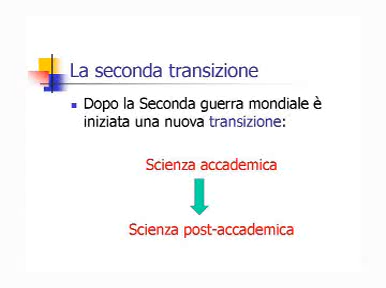 La seconda transizione
Dopo la Seconda guerra mondiale è
iniziata una nuova transizione:
Scienza accademica
Scienza post-accademica